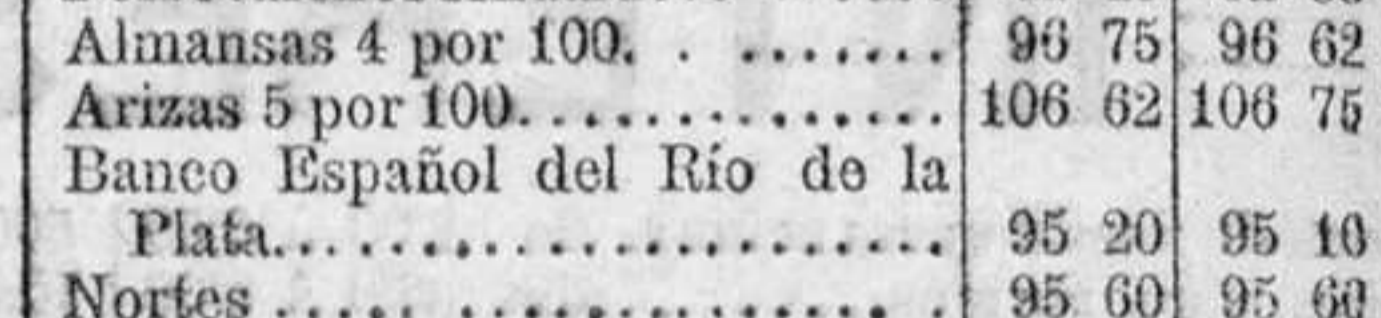 Almansas 4 por 100. . ....... 96 75 96 62
Arizas 5 por 100............... 106 62 106 75
Banco Español del Río de la
Plata........................ 95 20 95 10
Nortes ..... ............... . 95 60 95 60